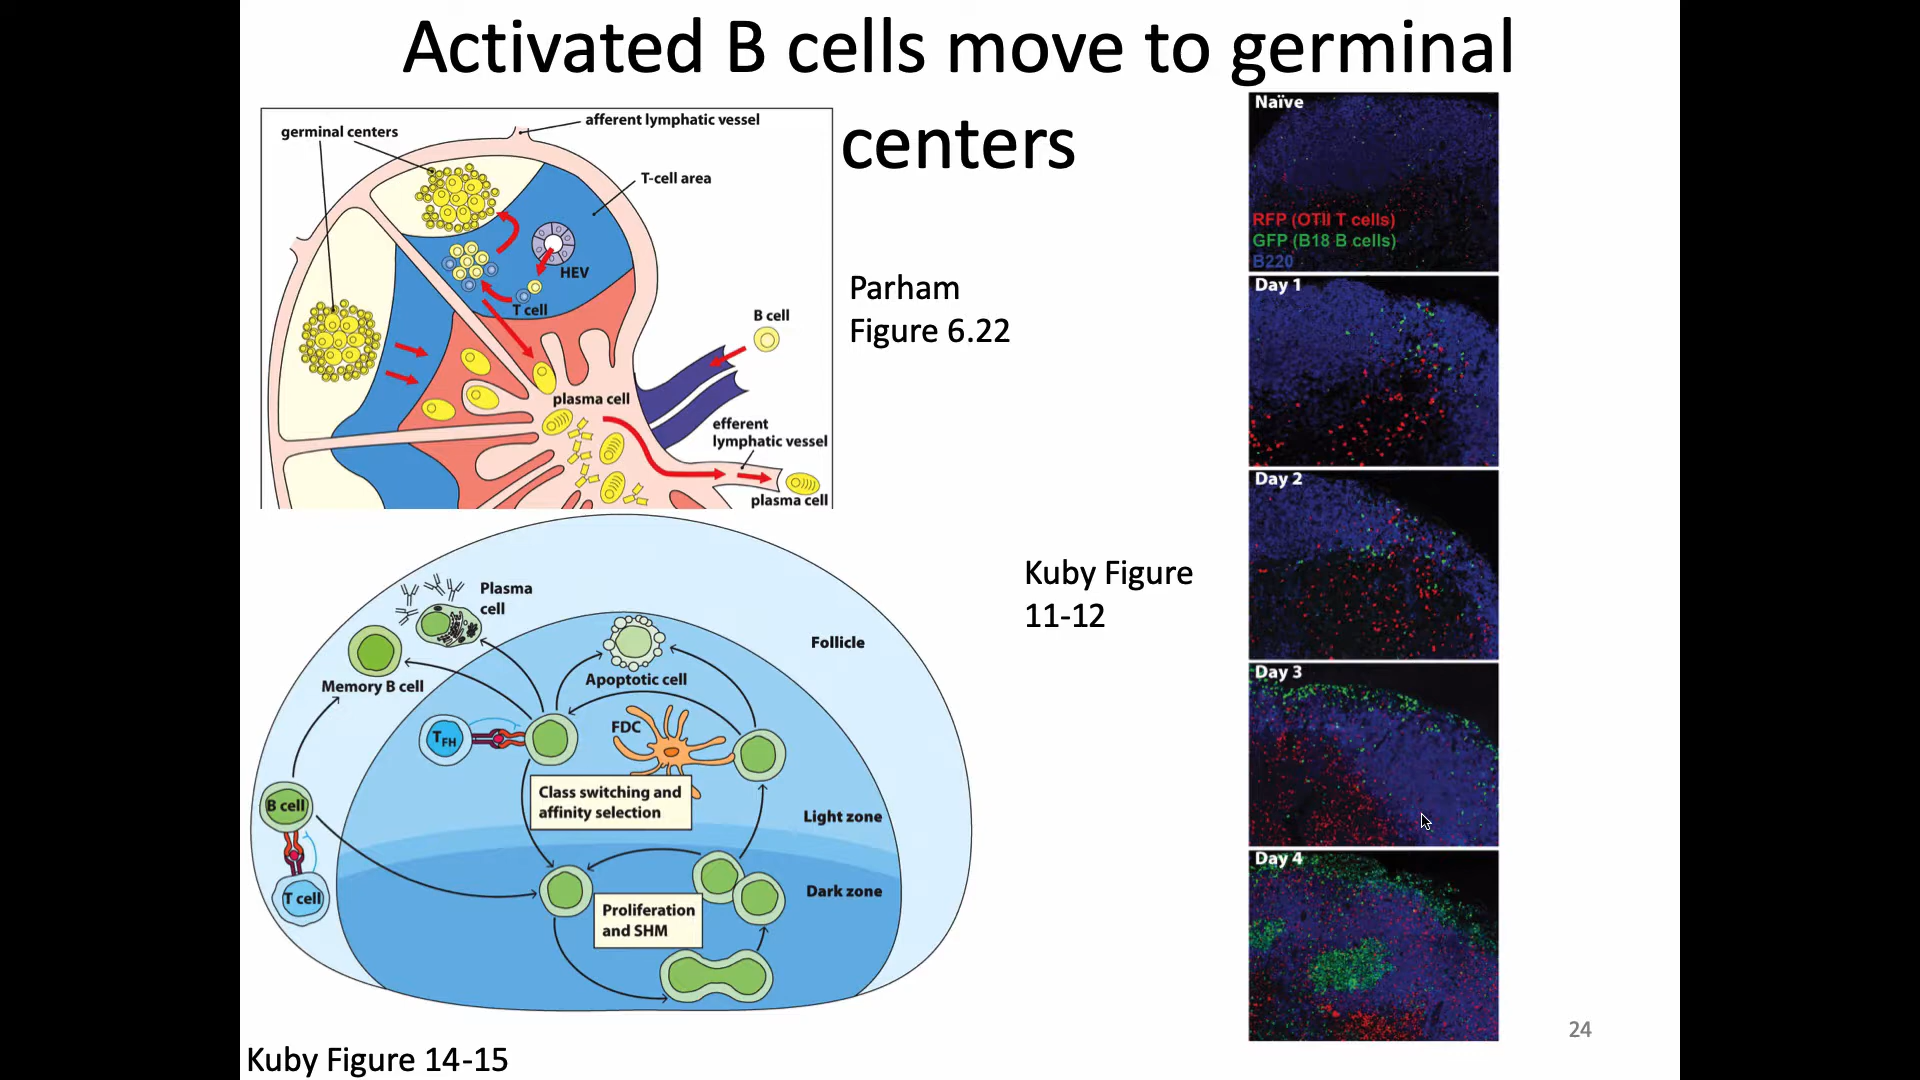 Activated B cells move to germinal
centers
germinal centers
afferent lymphatic vessel
T-cell area
HEV
T cell
B cell
plasma cell
efferent
lymphatic vessel
plasma cell
Parham
Figure 6.22
Plasma
cell
Memory B cell
Apoptotic cell
Follicle
TFH
FDC
Class switching and
affinity selection
B cell
Light zone
T cell
Dark zone
Proliferation
and SHM
Kuby Figure 14-15
Kuby Figure
11-12
Naïve
RFP (OTII T cells)
GFP (B18 B cells)
B220
Day 1
Day 2
Day 3
Day 4
24